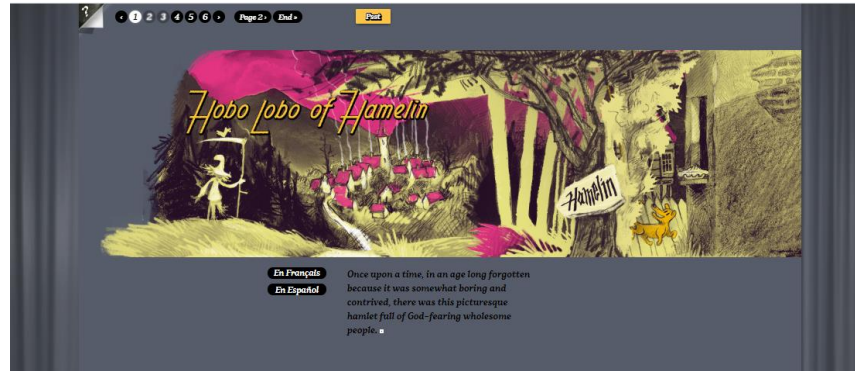 ?
‹ 1 2 3 4 5 6 › Page 2 › End » Psst
Hobo Lobo of Hamelin
Hamelin
En Français
En Español
Once upon a time, in an age long forgotten
because it was somewhat boring and
contrived, there was this picturesque
hamlet full of God–fearing wholesome
people.